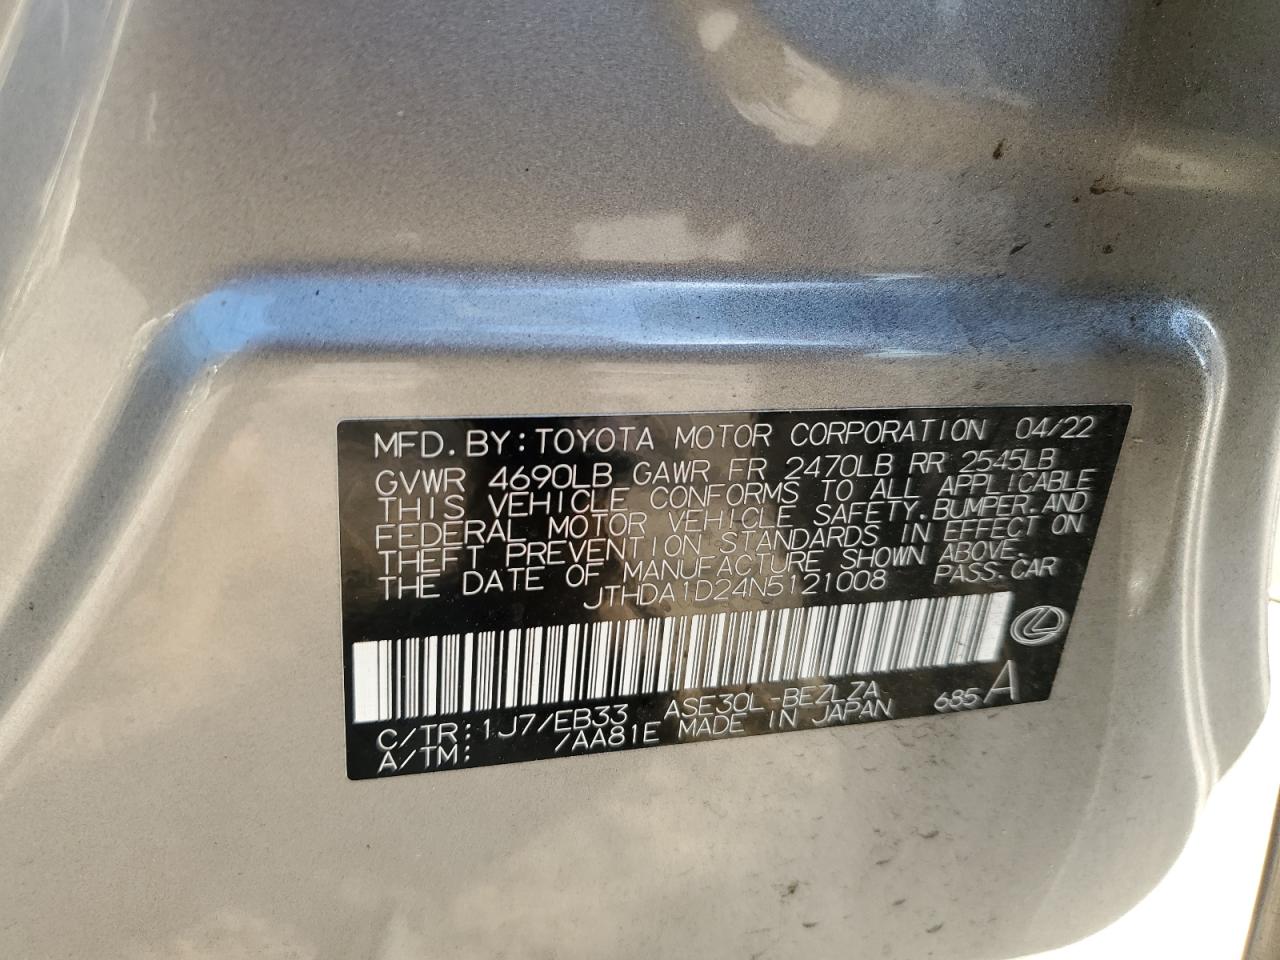 MFD. BY: TOYOTA MOTOR CORPORATION 04/22
GVWR 4690LB GAWR FR 2470LB RR 2545LB
THIS VEHICLE CONFORMS TO ALL APPLICABLE
FEDERAL MOTOR VEHICLE SAFETY, BUMPER, AND
THEFT PREVENTION STANDARDS IN EFFECT ON
THE DATE OF MANUFACTURE SHOWN ABOVE.
JTHDA1D24N5121008 PASS. CAR
C/TR: 1J7/EB33 ASE30L-BEZLZA 685 A
A/TM: /AA81E MADE IN JAPAN